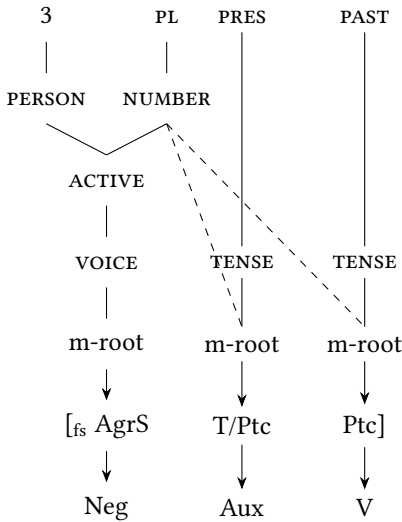 3 PL PRES PAST
PERSON NUMBER
ACTIVE
VOICE TENSE TENSE
m-root m-root m-root
[fs AgrS T/Ptc Ptc]
Neg Aux V